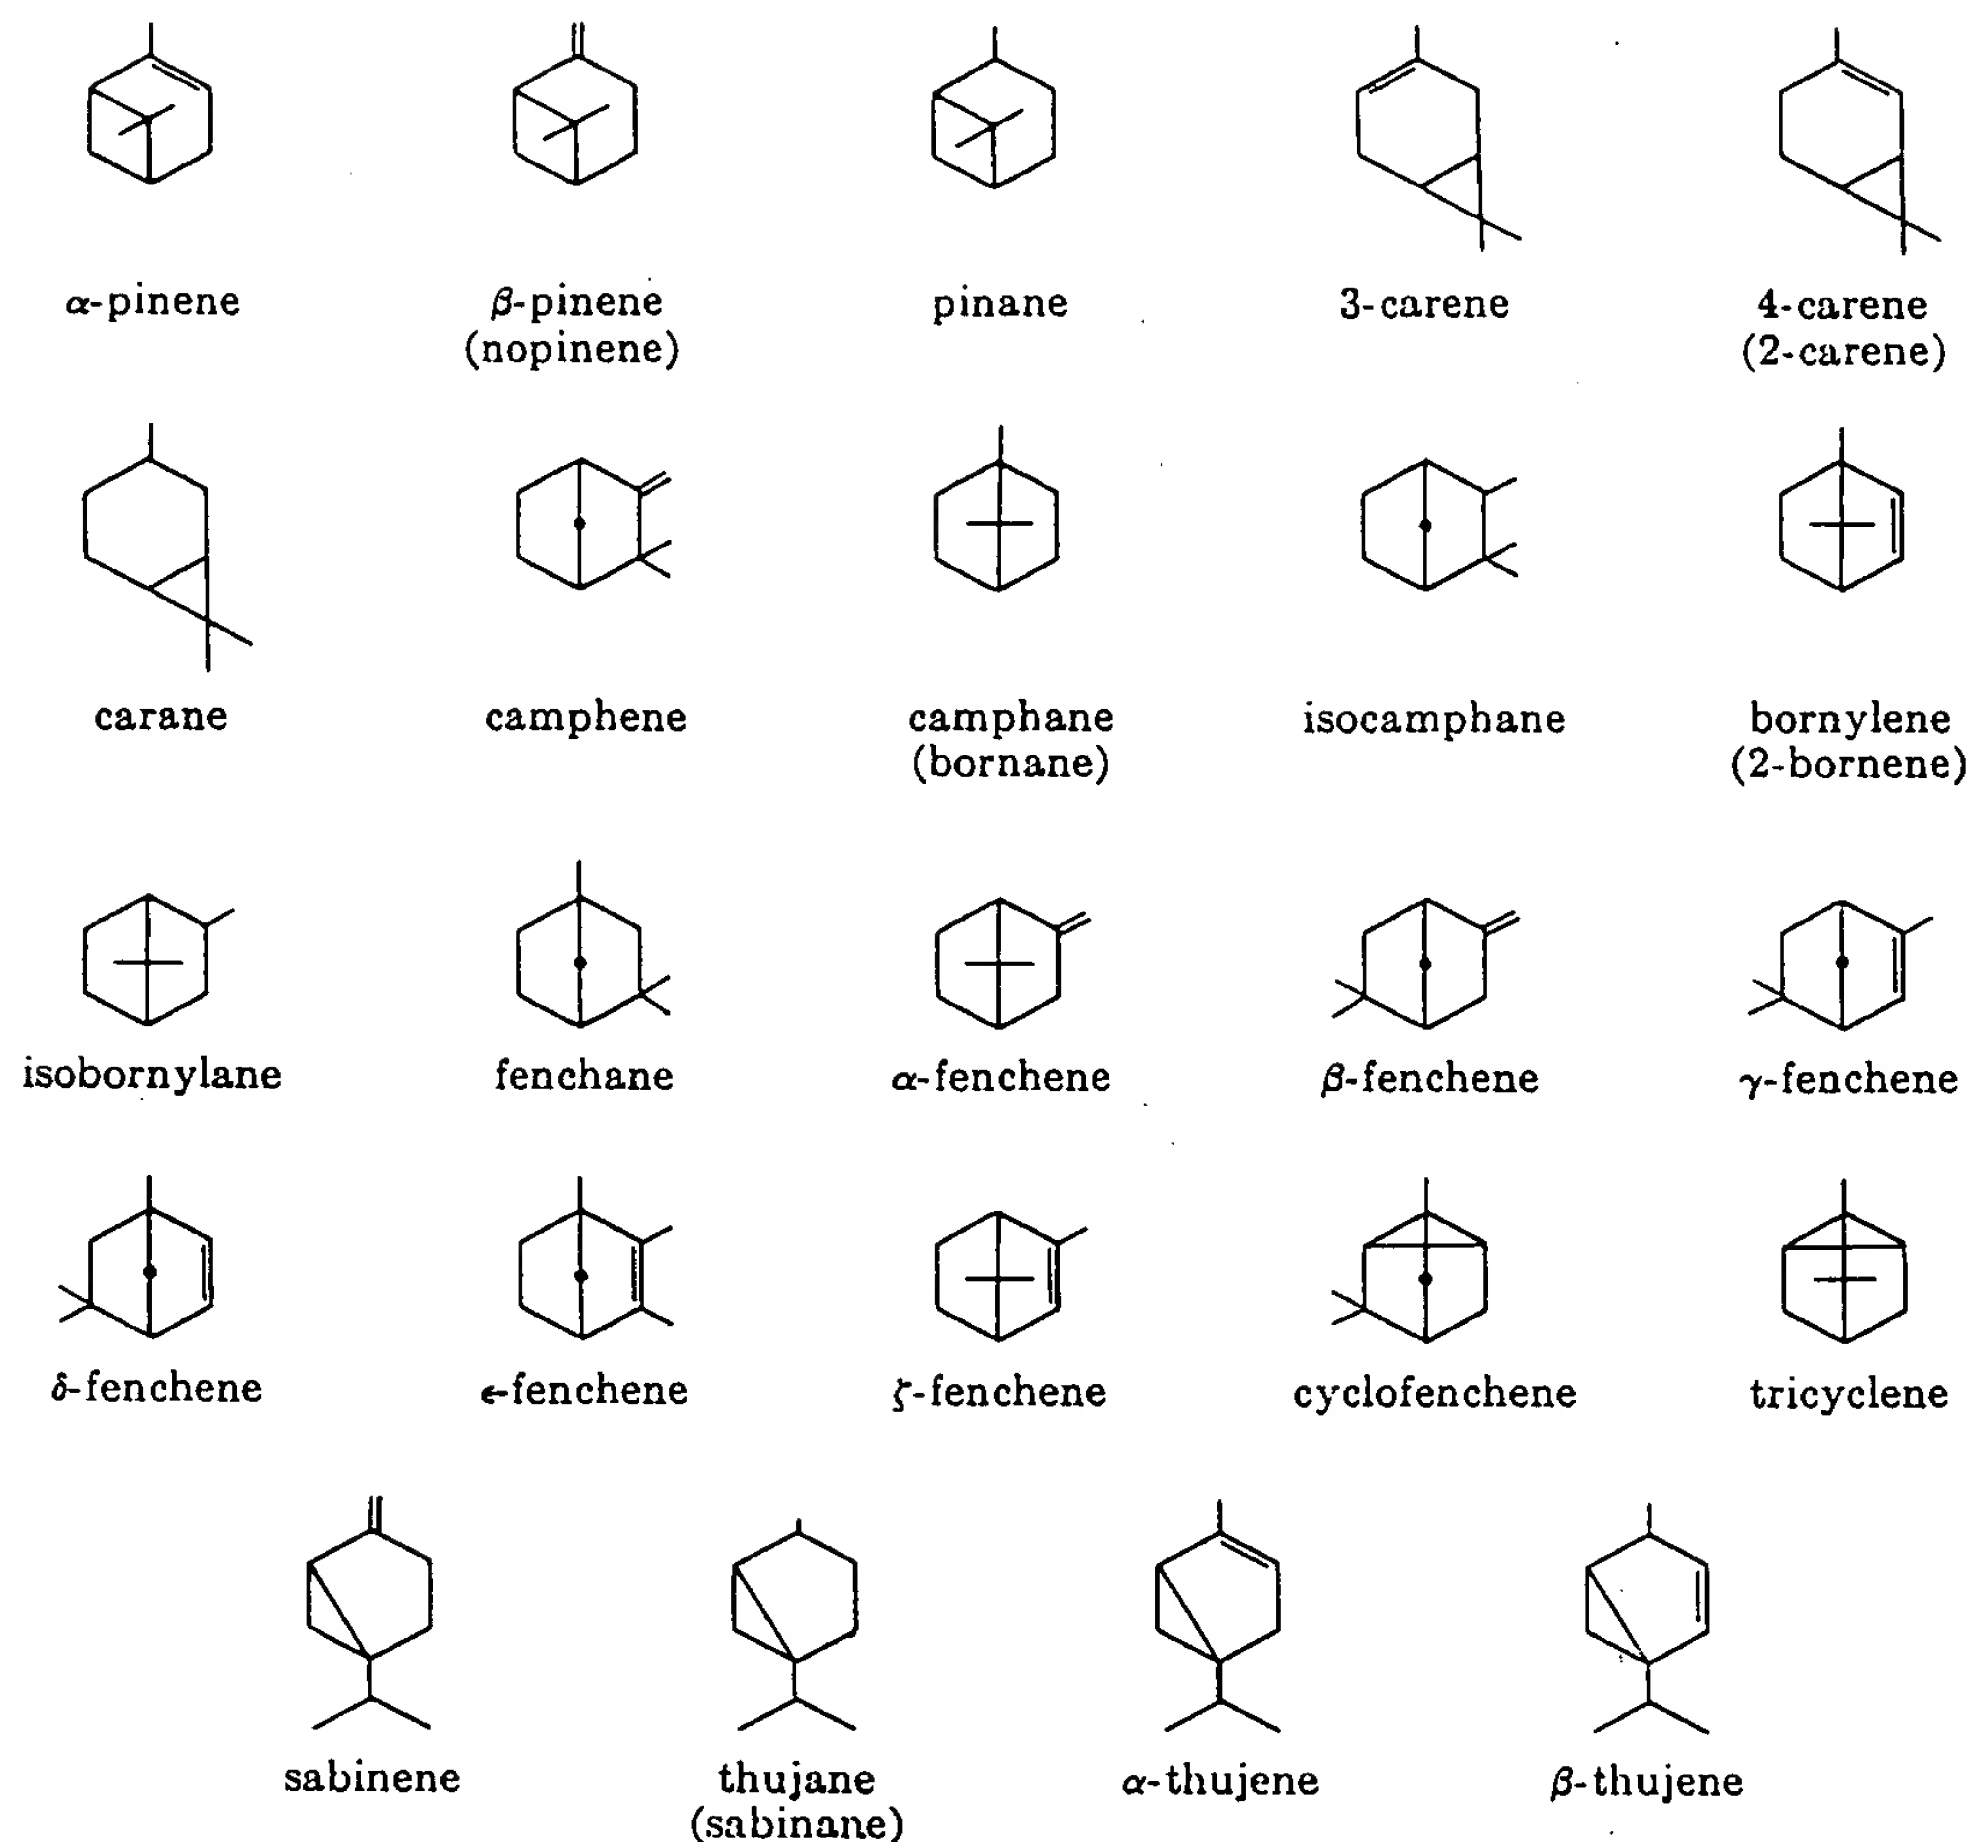 α-pinene
β-pinene
(nopinene)
pinane
3-carene
4-carene
(2-carene)
carane
camphene
camphane
(bornane)
isocamphane
bornylene
(2-bornene)
isobornylane
fenchane
α-fenchene
β-fenchene
γ-fenchene
δ-fenchene
ϵ-fenchene
ζ-fenchene
cyclofenchene
tricyclene
sabinene
thujane
(sabinane)
α-thujene
β-thujene